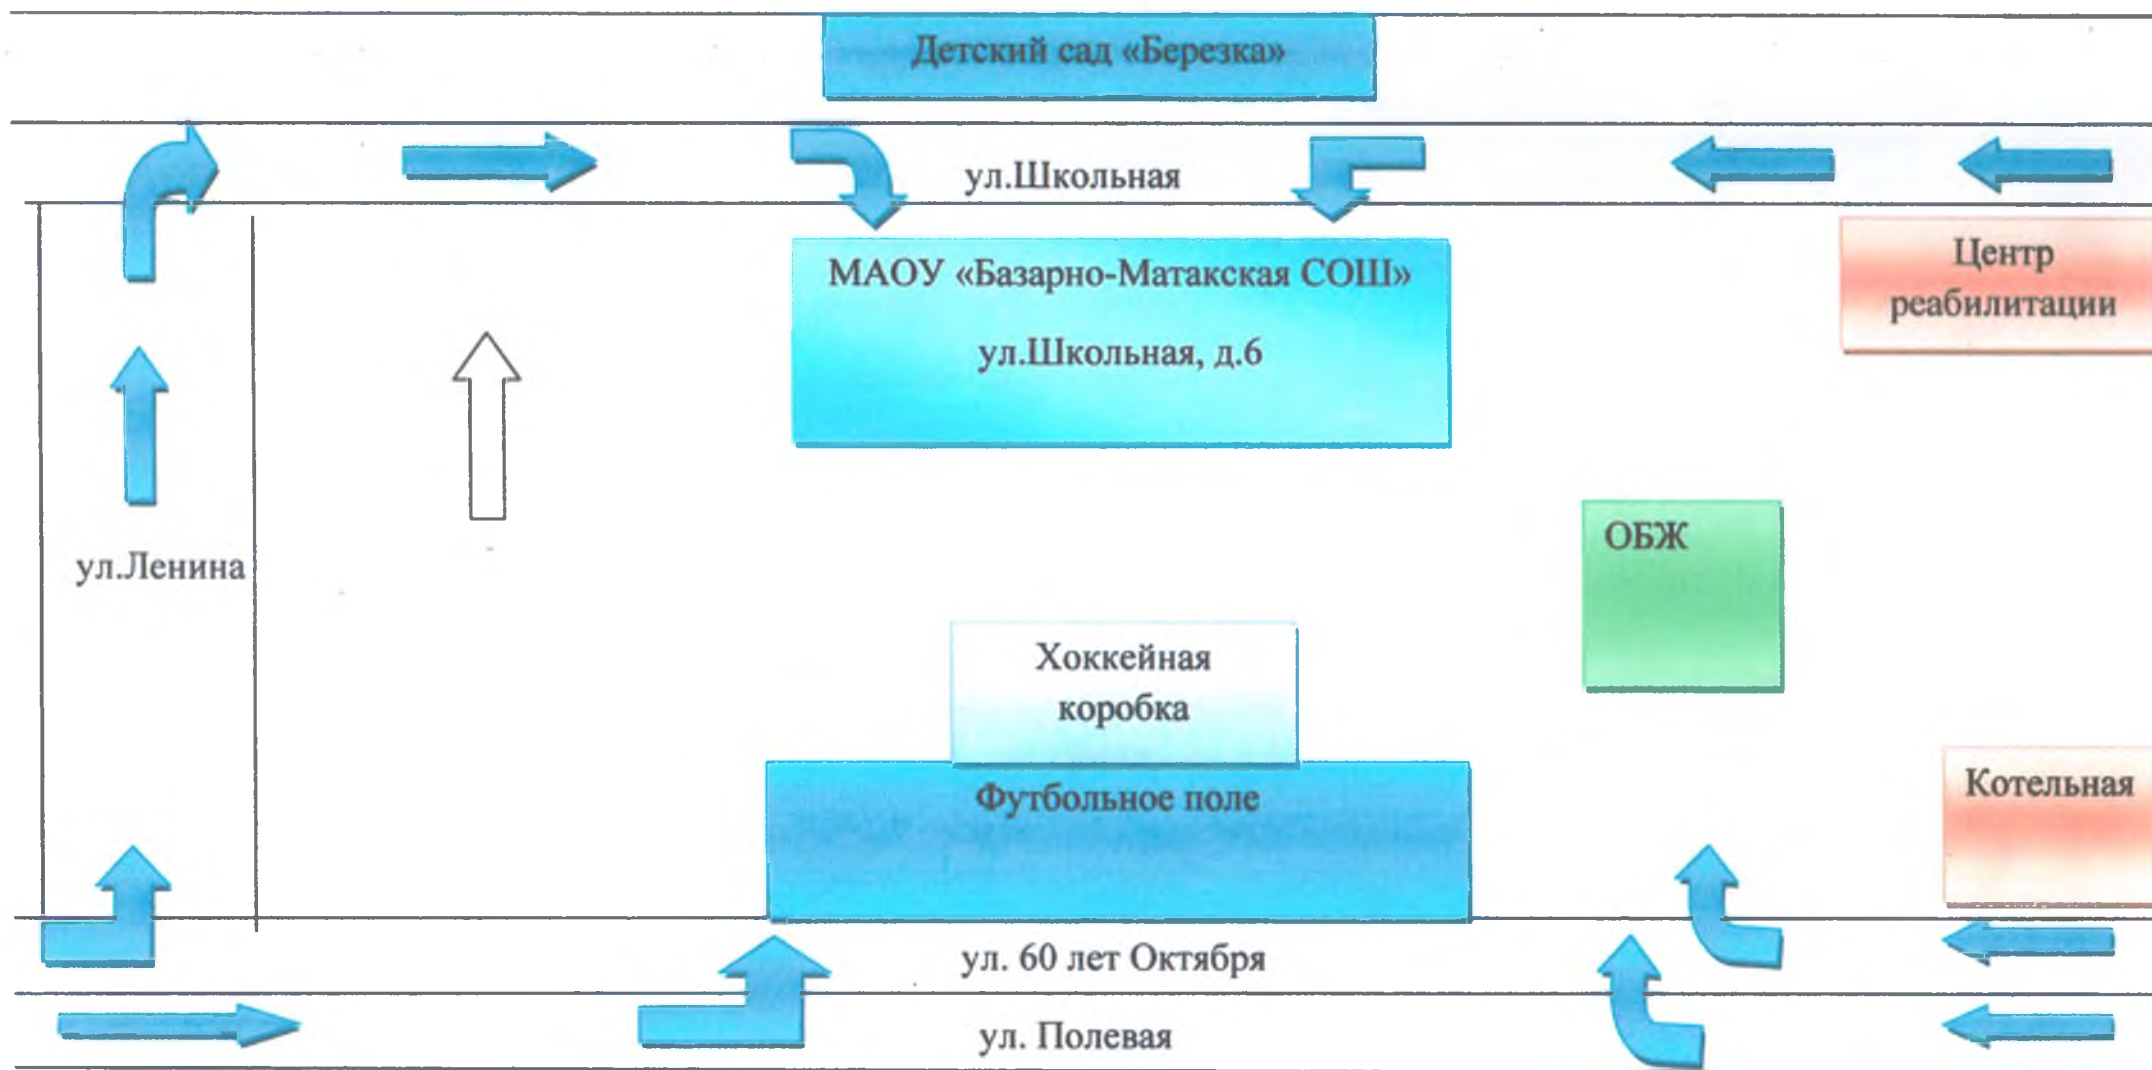 Детский сад «Березка»
ул.Школьная
МАОУ «Базарно-Матакская СОШ»
ул.Школьная, д.6
Центр
реабилитации
ОБЖ
ул.Ленина
Хоккейная
коробка
Футбольное поле
Котельная
ул. 60 лет Октября
ул. Полевая